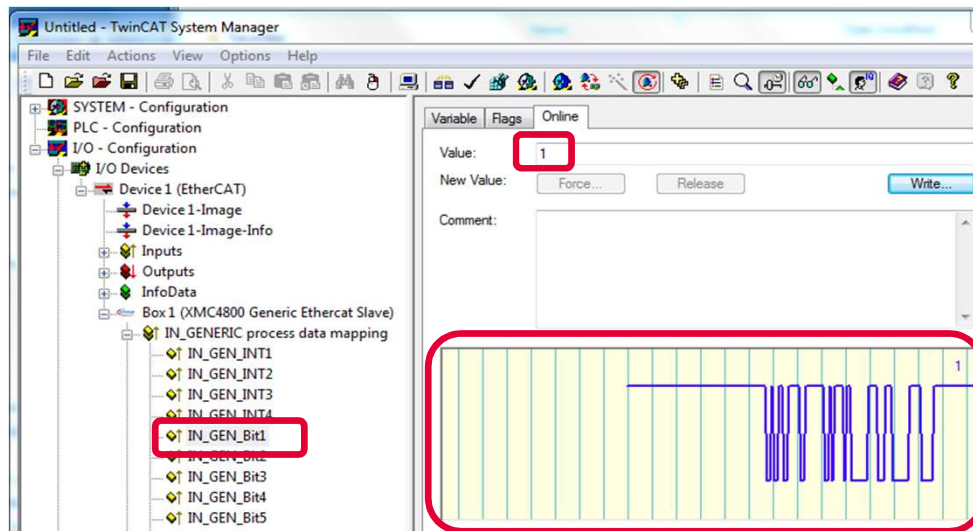 Untitled - TwinCAT System Manager
File Edit Actions View Options Help
SYSTEM - Configuration
PLC - Configuration
I/O - Configuration
I/O Devices
Device 1 (EtherCAT)
Device 1-Image
Device 1-Image-Info
Inputs
Outputs
InfoData
Box 1 (XMC4800 Generic Ethercat Slave)
IN_GENERIC process data mapping
IN_GEN_INT1
IN_GEN_INT2
IN_GEN_INT3
IN_GEN_INT4
IN_GEN_Bit1
IN_GEN_Bit2
IN_GEN_Bit3
IN_GEN_Bit4
IN_GEN_Bit5
Variable Flags Online
Value: 1
New Value: Force... Release Write...
Comment:
1